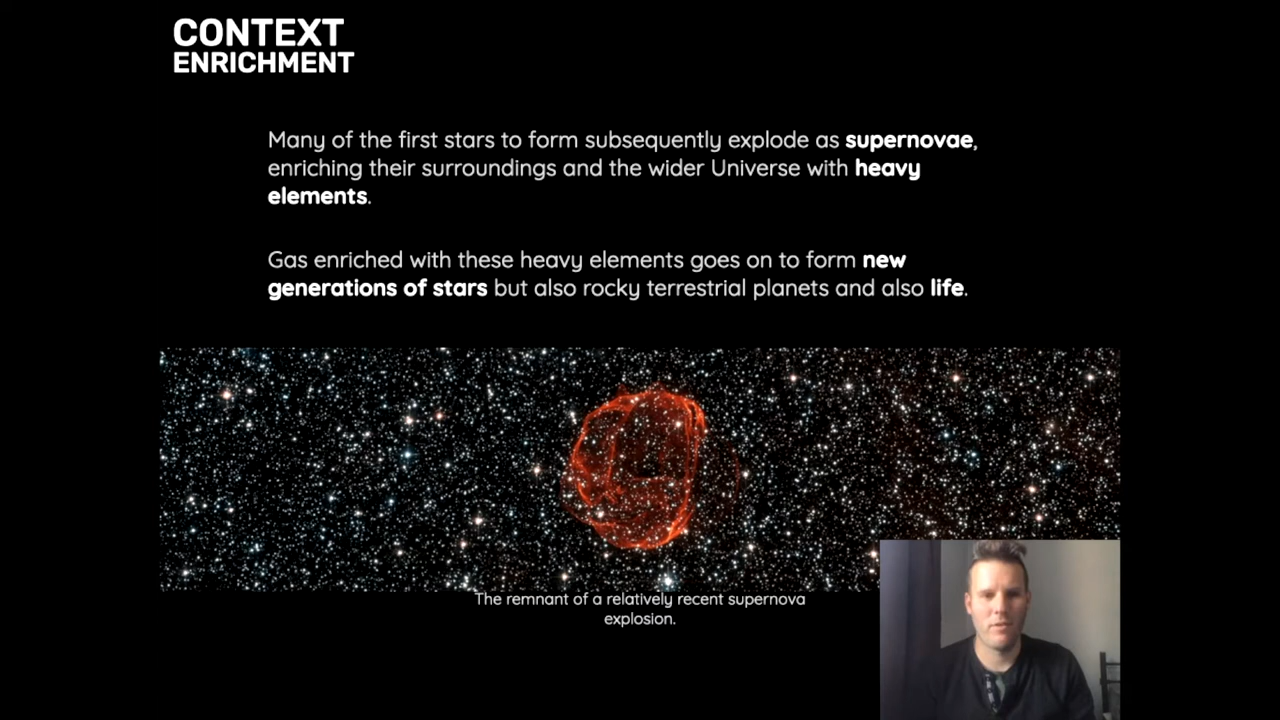 CONTEXT
ENRICHMENT
Many of the first stars to form subsequently explode as supernovae,
enriching their surroundings and the wider Universe with heavy
elements.
Gas enriched with these heavy elements goes on to form new
generations of stars but also rocky terrestrial planets and also life.
The remnant of a relatively recent supernova
explosion.